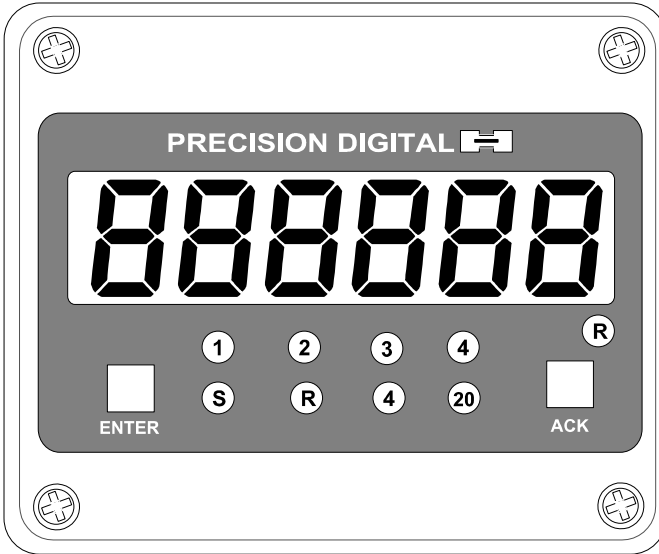 PRECISION DIGITAL
888888
R
1 2 3 4
S R 4 20
ENTER ACK